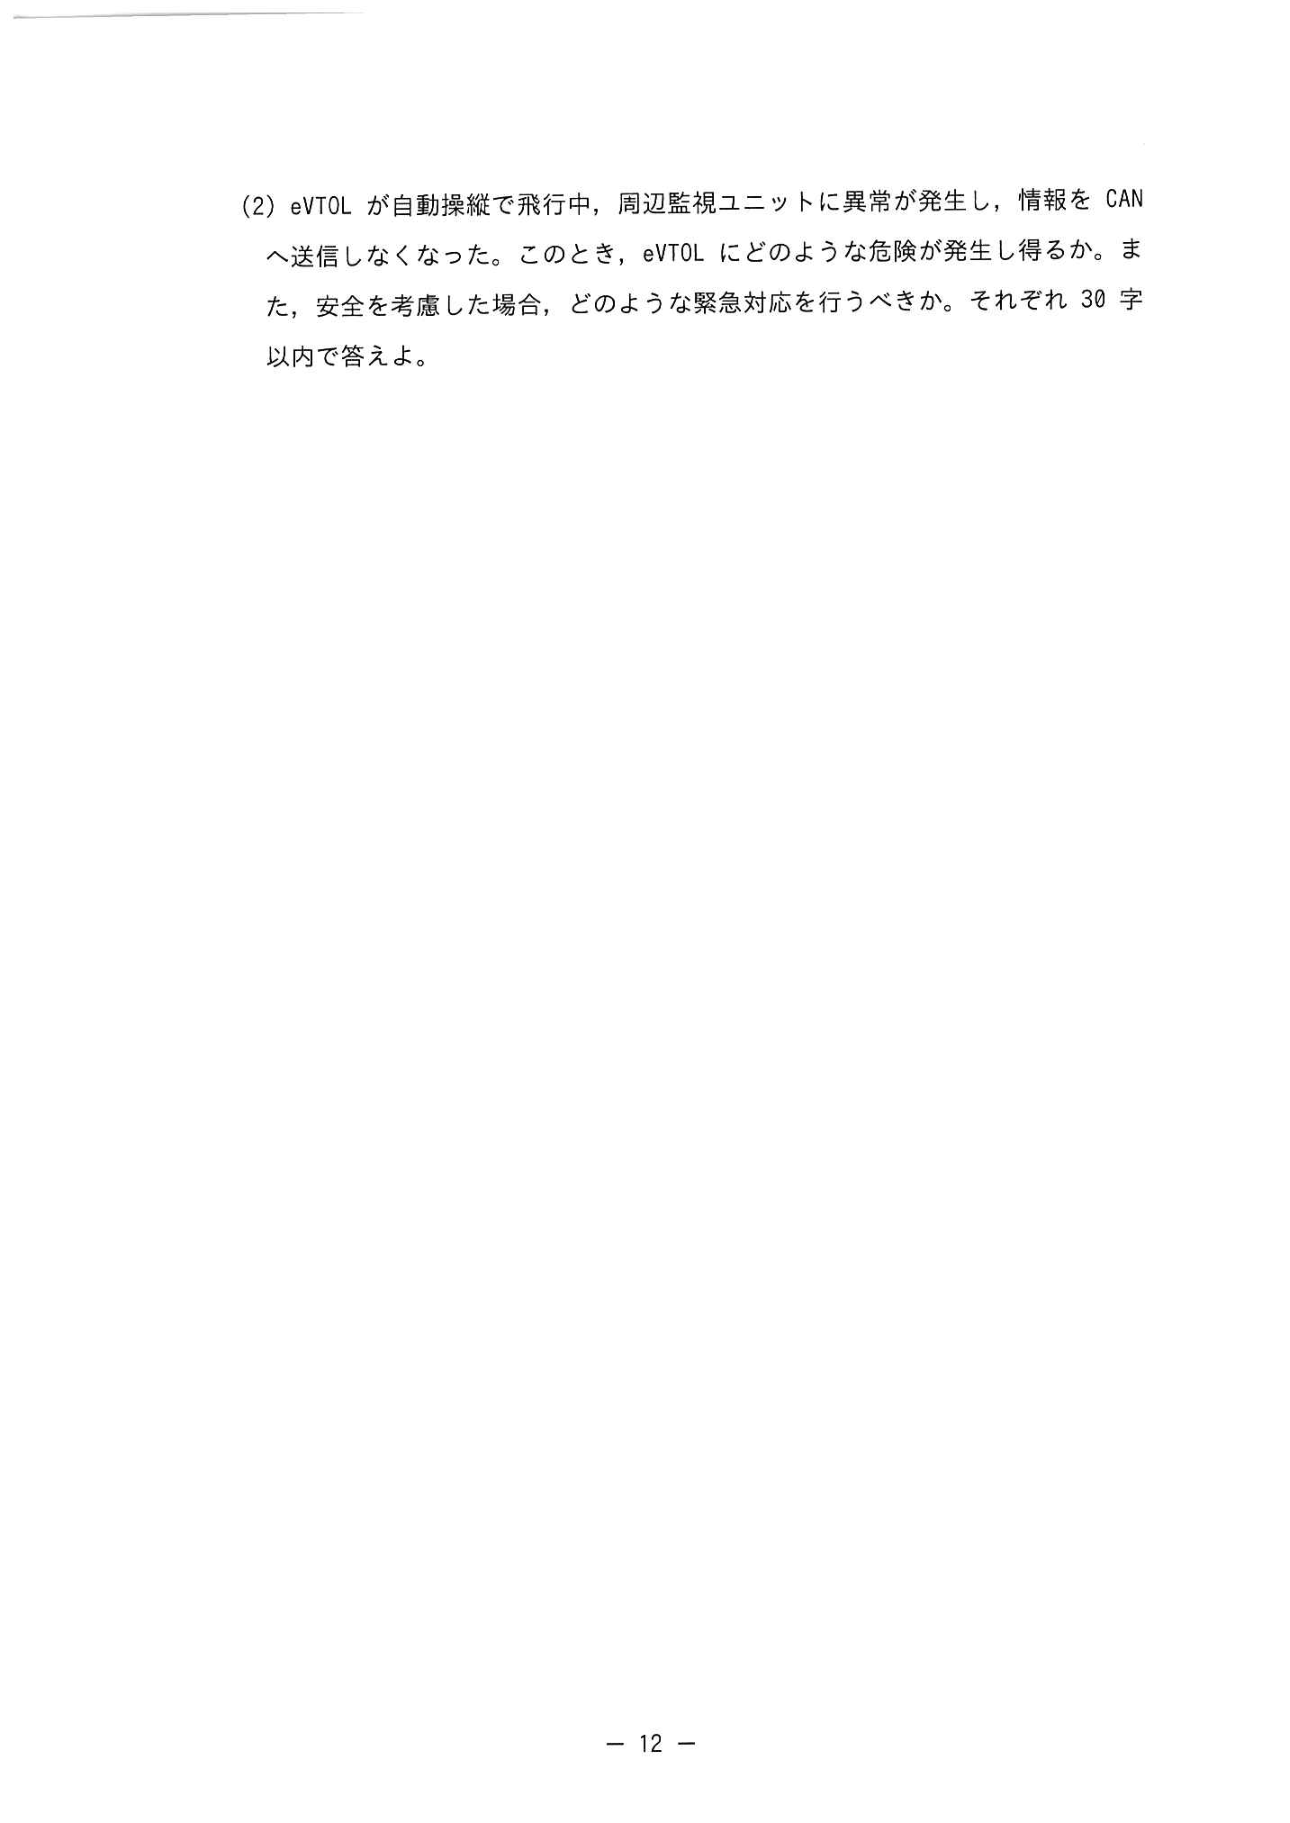 (2) eVTOL が自動操縦で飛行中，周辺監視ユニットに異常が発生し，情報を CAN
へ送信しなくなった。このとき，eVTOL にどのような危険が発生し得るか。ま
た，安全を考慮した場合，どのような緊急対応を行うべきか。それぞれ 30 字
以内で答えよ。
－ 12 －